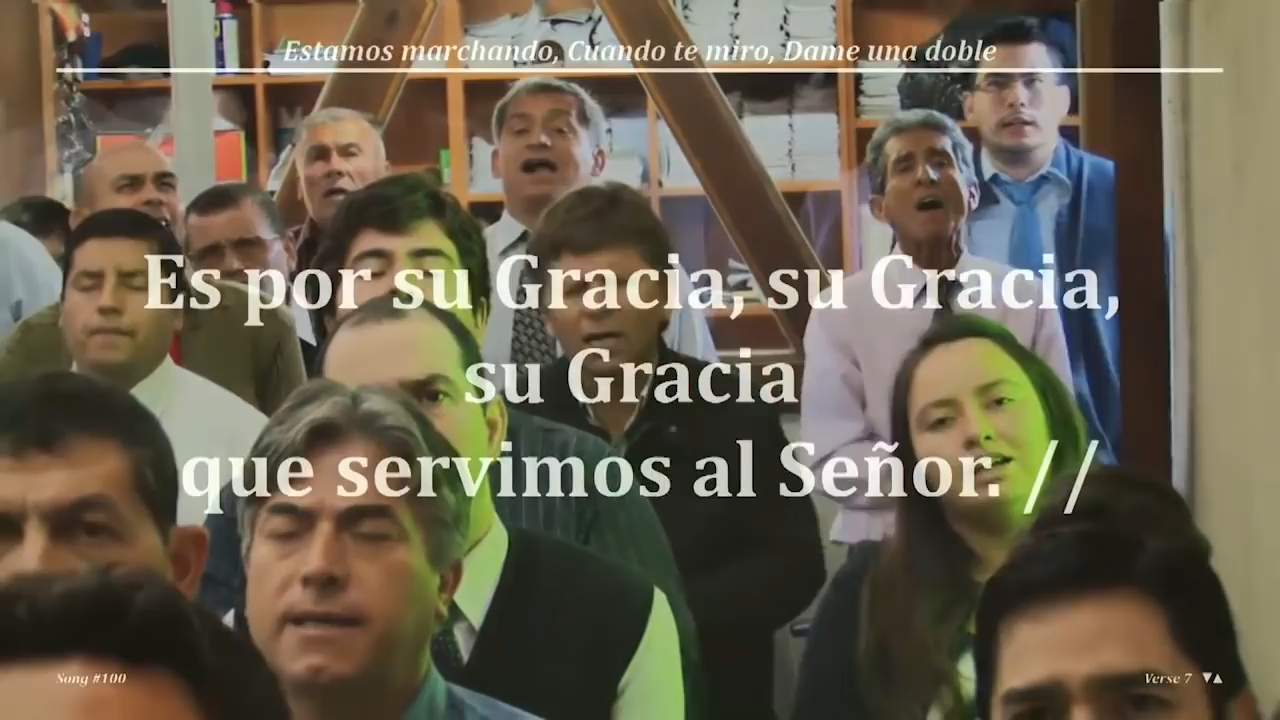 Estamos marchando, Cuando te miro, Dame una doble
Es por su Gracia, su Gracia,
su Gracia
que servimos al Señor. //
Song #100
Verse 7 ▼▲